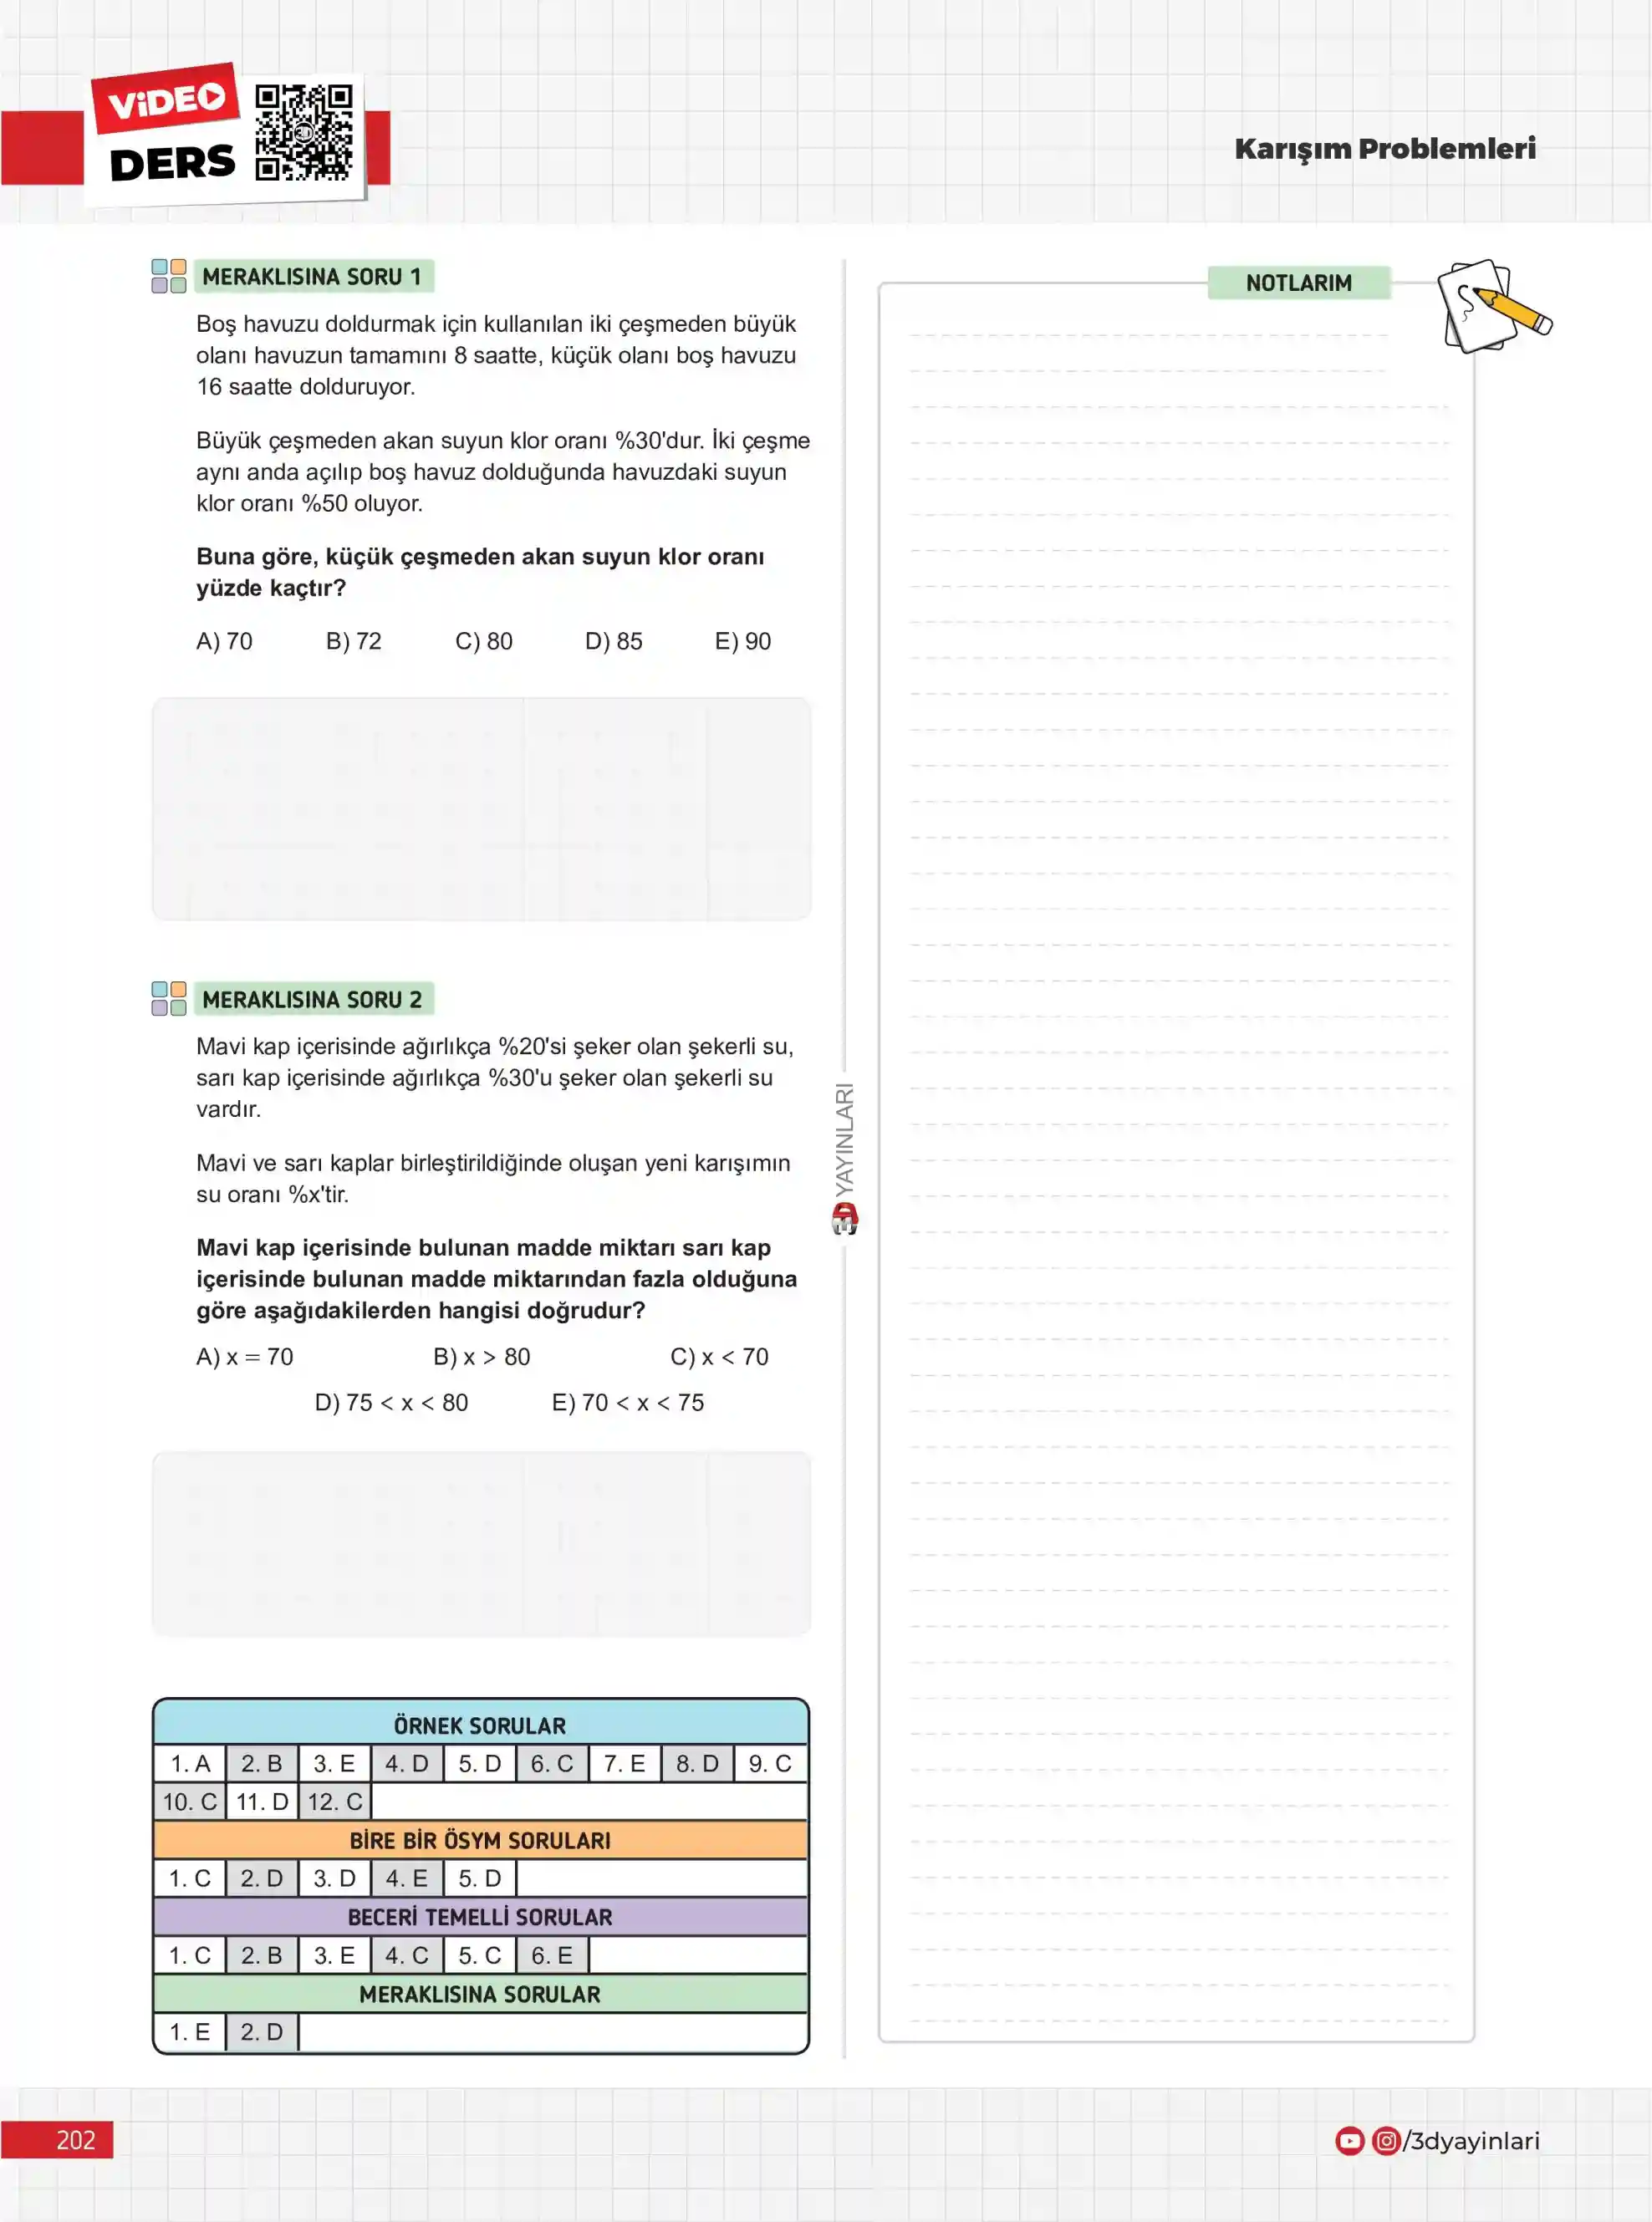 VİDEO
DERS
Karışım Problemleri
MERAKLISINA SORU 1
Boş havuzu doldurmak için kullanılan iki çeşmeden büyük
olanı havuzun tamamını 8 saatte, küçük olanı boş havuzu
16 saatte dolduruyor.
Büyük çeşmeden akan suyun klor oranı %30'dur. İki çeşme
aynı anda açılıp boş havuz dolduğunda havuzdaki suyun
klor oranı %50 oluyor.
Buna göre, küçük çeşmeden akan suyun klor oranı
yüzde kaçtır?
A) 70 B) 72 C) 80 D) 85 E) 90
MERAKLISINA SORU 2
Mavi kap içerisinde ağırlıkça %20'si şeker olan şekerli su,
sarı kap içerisinde ağırlıkça %30'u şeker olan şekerli su
vardır.
Mavi ve sarı kaplar birleştirildiğinde oluşan yeni karışımın
su oranı %x'tir.
Mavi kap içerisinde bulunan madde miktarı sarı kap
içerisinde bulunan madde miktarından fazla olduğuna
göre aşağıdakilerden hangisi doğrudur?
A) x = 70 B) x > 80 C) x < 70
D) 75 < x < 80 E) 70 < x < 75
ÖRNEK SORULAR
1. A 2. B 3. E 4. D 5. D 6. C 7. E 8. D 9. C
10. C 11. D 12. C
BİRE BİR ÖSYM SORULARI
1. C 2. D 3. D 4. E 5. D
BECERİ TEMELLİ SORULAR
1. C 2. B 3. E 4. C 5. C 6. E
MERAKLISINA SORULAR
1. E 2. D
YAYINLARI
NOTLARIM
202
/3dyayinlari